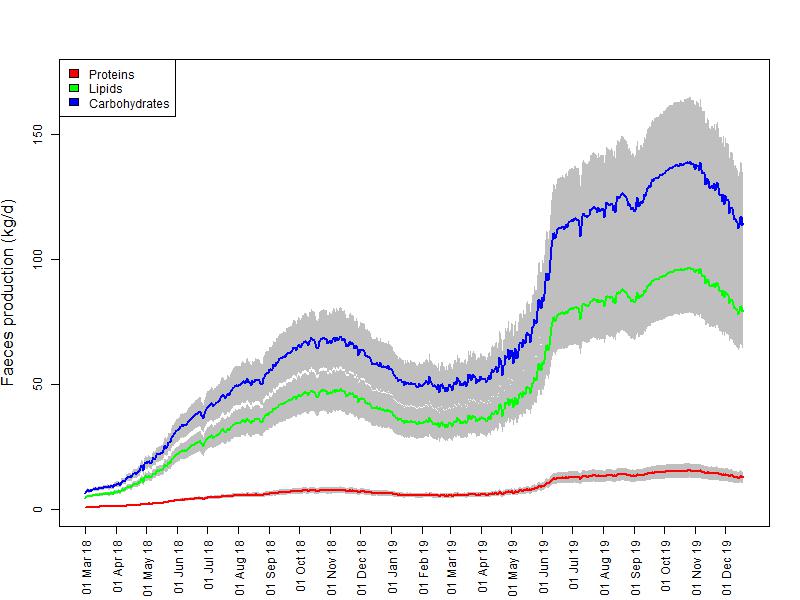 Proteins
Lipids
Carbohydrates
Faeces production (kg/d)
150
100
50
0
01 Mar 18
01 Apr 18
01 May 18
01 Jun 18
01 Jul 18
01 Aug 18
01 Sep 18
01 Oct 18
01 Nov 18
01 Dec 18
01 Jan 19
01 Feb 19
01 Mar 19
01 Apr 19
01 May 19
01 Jun 19
01 Jul 19
01 Aug 19
01 Sep 19
01 Oct 19
01 Nov 19
01 Dec 19